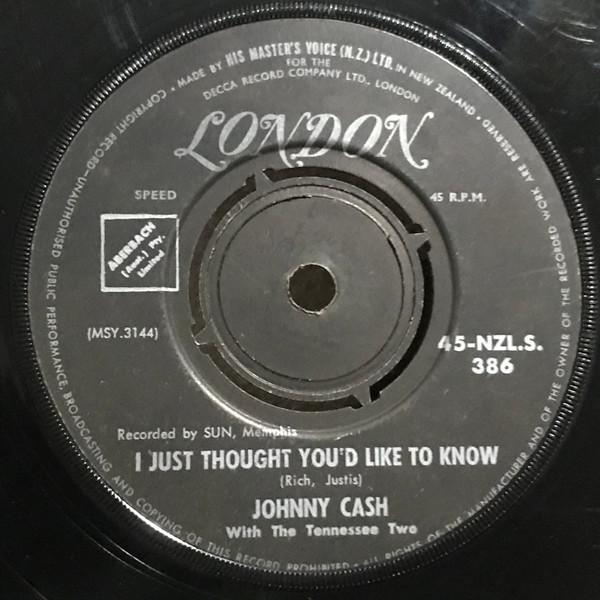 • MADE BY HIS MASTER'S VOICE (N.Z.) LTD. IN NEW ZEALAND •
FOR THE
DECCA RECORD COMPANY LTD., LONDON
LONDON
SPEED
45 R.P.M.
ABERBACH
(Aust.) Pty.
Limited
(MSY.3144)
45-NZL.S.
386
Recorded by SUN, Memphis
I JUST THOUGHT YOU'D LIKE TO KNOW
(Rich, Justis)
JOHNNY CASH
With The Tennessee Two
COPYRIGHT RECORD—UNAUTHORISED PUBLIC PERFORMANCE, BROADCASTING AND COPYING OF THIS RECORD PROHIBITED • ALL RIGHTS OF THE MANUFACTURER AND OF THE OWNER OF THE RECORDED WORK ARE RESERVED •